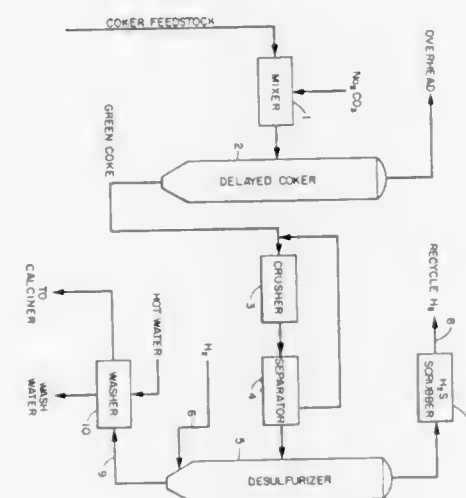 COKER FEEDSTOCK
OVERHEAD
MIXER
1
Na₂CO₃
2
DELAYED COKER
GREEN COKE
CRUSHER
3
SEPARATOR
4
RECYCLE H₂
8
H₂S
SCRUBBER
H₂
6
5
DESULFURIZER
HOT WATER
WASHER
10
9
TO
CALCINER
WASH
WATER